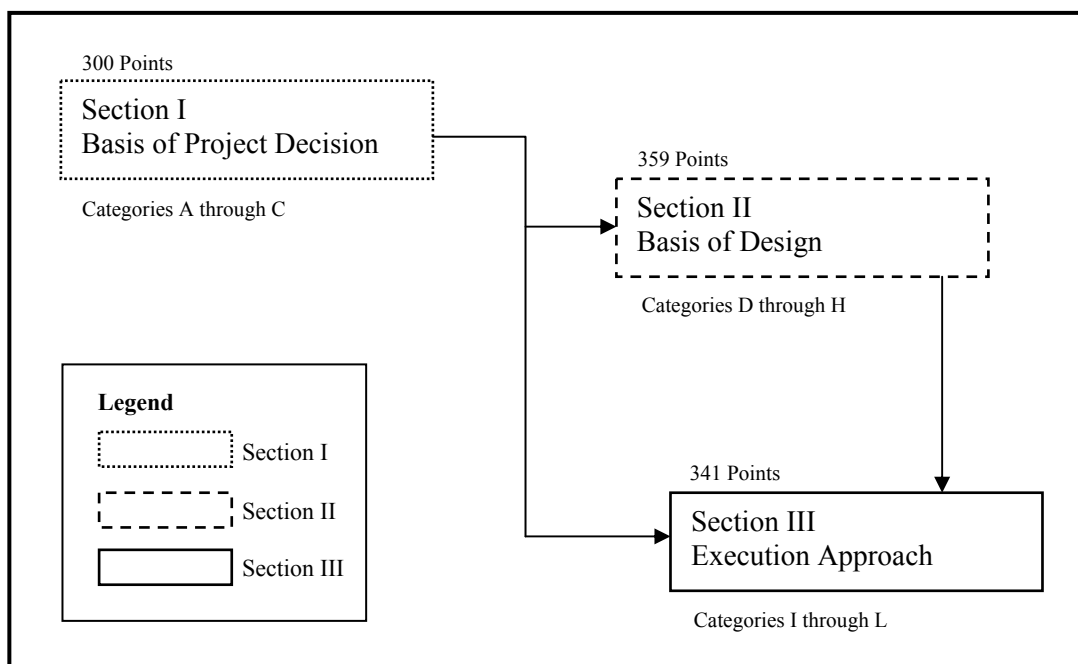 300 Points
Section I
Basis of Project Decision
Categories A through C
359 Points
Section II
Basis of Design
Categories D through H
Legend
Section I
Section II
Section III
341 Points
Section III
Execution Approach
Categories I through L